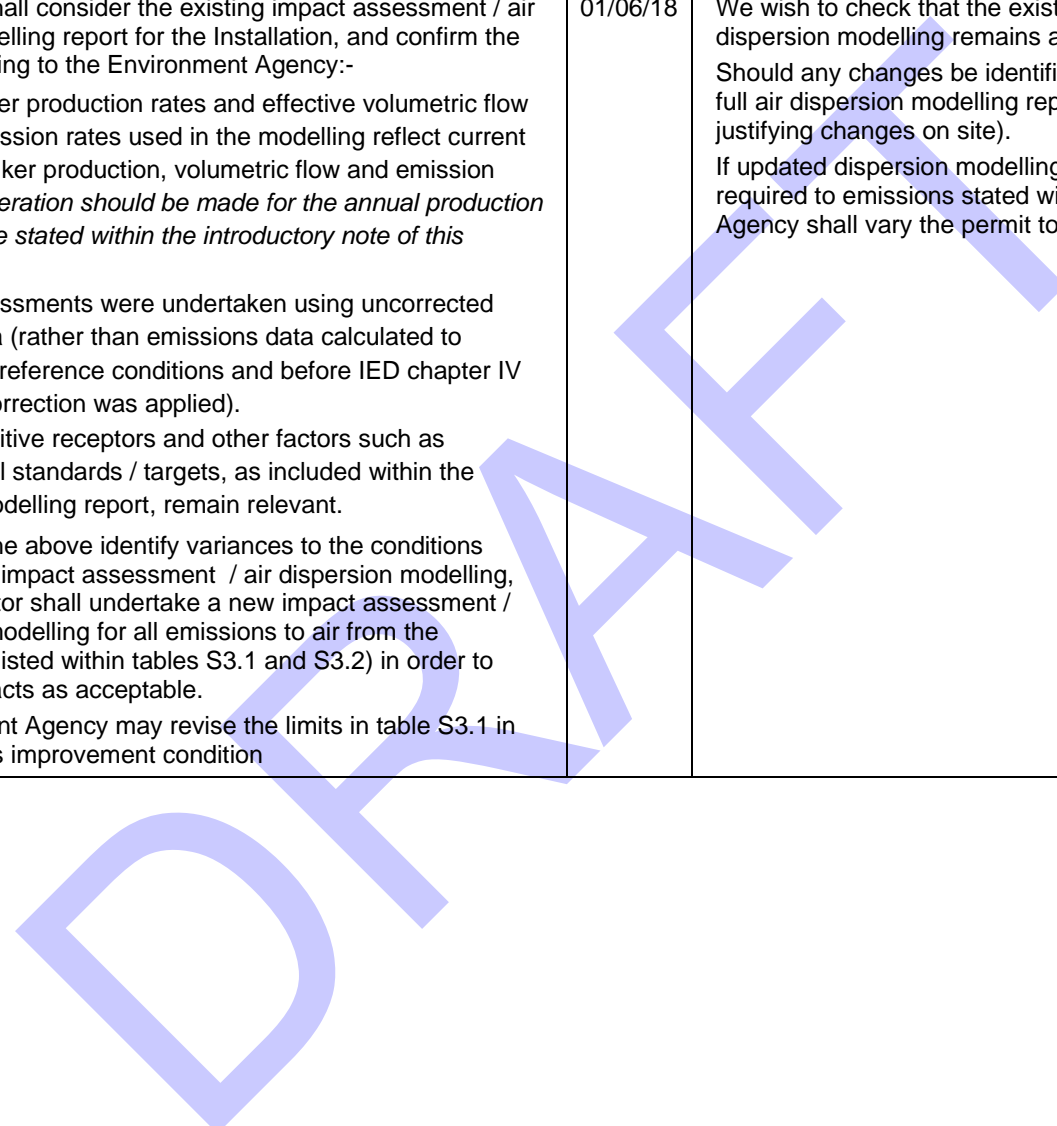 hall consider the existing impact assessment / air
elling report for the Installation, and confirm the
ing to the Environment Agency:-
er production rates and effective volumetric flow
ssion rates used in the modelling reflect current
ker production, volumetric flow and emission
eration should be made for the annual production
e stated within the introductory note of this
essments were undertaken using uncorrected
(rather than emissions data calculated to
reference conditions and before IED chapter IV
orrection was applied).
itive receptors and other factors such as
l standards / targets, as included within the
odelling report, remain relevant.
he above identify variances to the conditions
impact assessment / air dispersion modelling,
tor shall undertake a new impact assessment /
nodelling for all emissions to air from the
listed within tables S3.1 and S3.2) in order to
acts as acceptable.
nt Agency may revise the limits in table S3.1 in
s improvement condition
01/06/18
We wish to check that the exist
dispersion modelling remains a
Should any changes be identifi
full air dispersion modelling rep
justifying changes on site).
If updated dispersion modelling
required to emissions stated wi
Agency shall vary the permit to
DRAFT